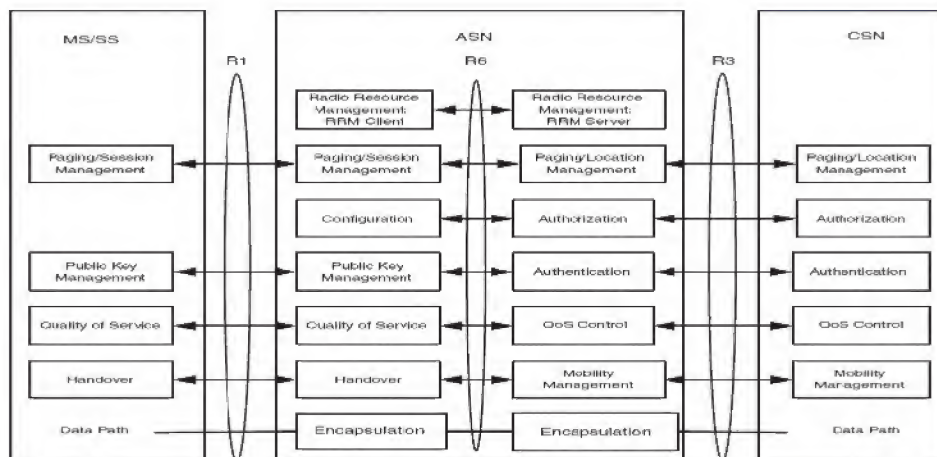 MS/SS
ASN
CSN
R1
R6
R3
Radio Resource
Management:
RRM Client
Radio Resource
Management:
RRM Server
Paging/Session
Management
Paging/Session
Management
Paging/Location
Management
Paging/Location
Management
Configuration
Authorization
Authorization
Public Key
Management
Public Key
Management
Authentication
Authentication
Quality of Service
Quality of Service
QoS Control
QoS Control
Handover
Handover
Mobility
Management
Mobility
Management
Data Path
Encapsulation
Encapsulation
Data Path